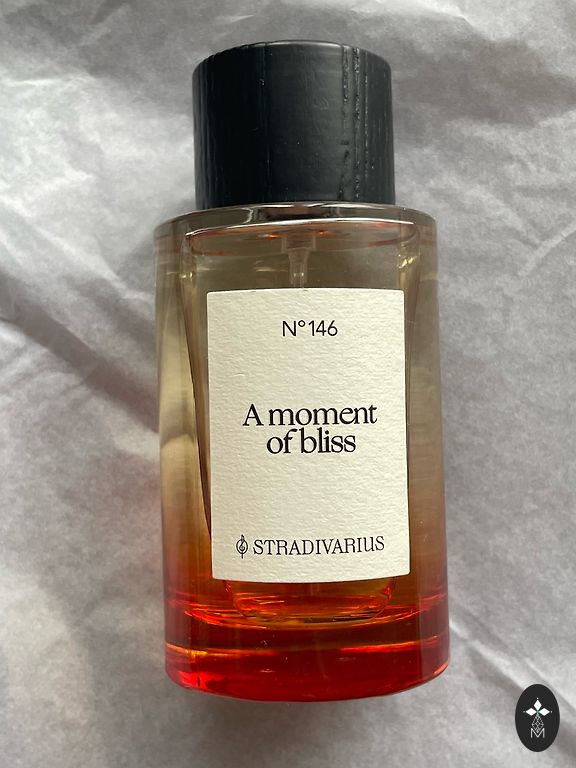 N° 146
A moment
of bliss
STRADIVARIUS
M